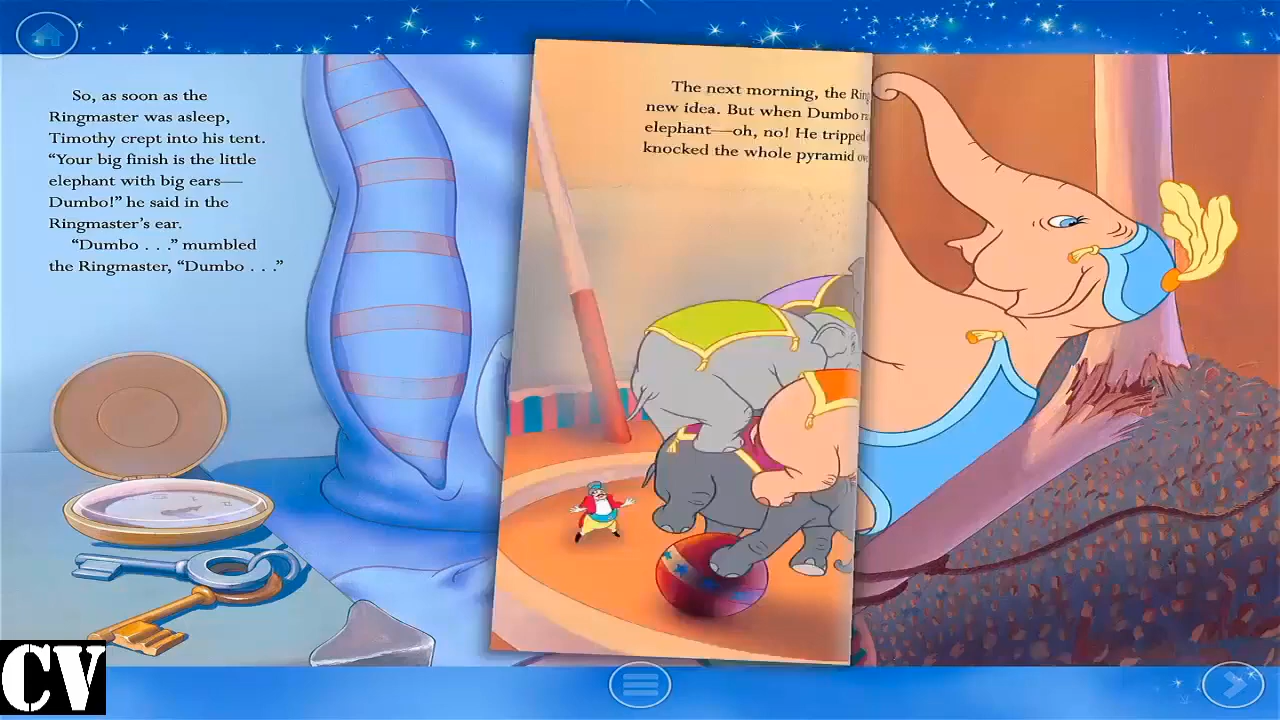 So, as soon as the
Ringmaster was asleep,
Timothy crept into his tent.
“Your big finish is the little
elephant with big ears—
Dumbo!” he said in the
Ringmaster’s ear.
“Dumbo . . .” mumbled
the Ringmaster, “Dumbo . . .”
The next morning, the
new idea. But when Dumbo
elephant—oh, no! He tripped
knocked the whole pyramid
CV